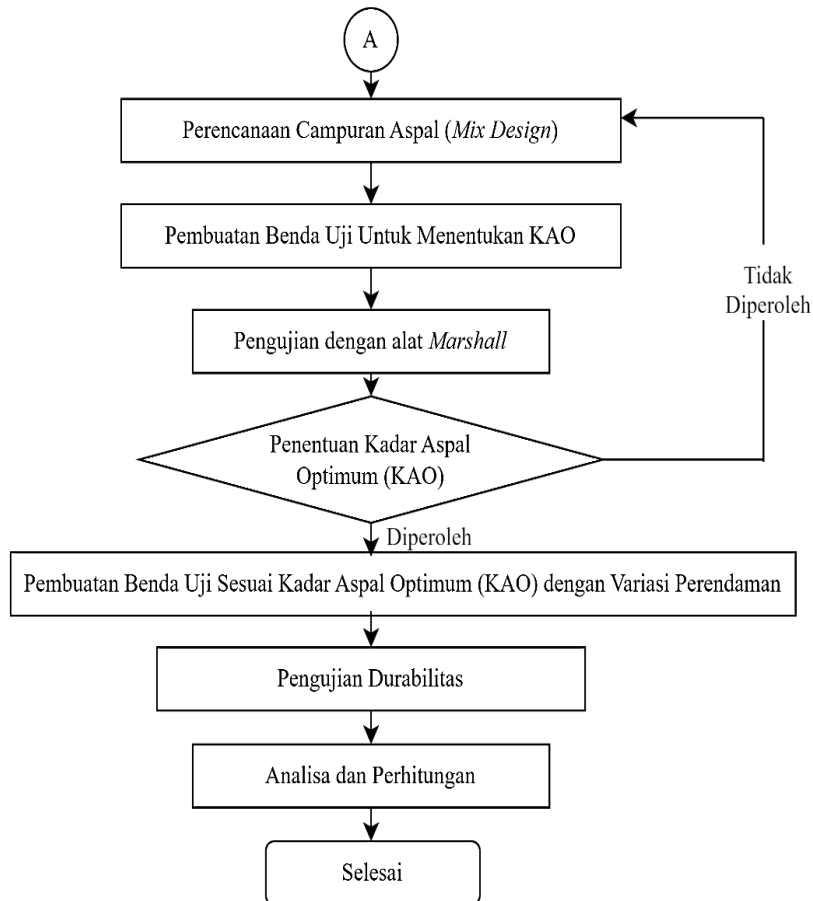 A
Perencanaan Campuran Aspal (Mix Design)
Pembuatan Benda Uji Untuk Menentukan KAO
Tidak
Diperoleh
Pengujian dengan alat Marshall
Penentuan Kadar Aspal
Optimum (KAO)
Diperoleh
Pembuatan Benda Uji Sesuai Kadar Aspal Optimum (KAO) dengan Variasi Perendaman
Pengujian Durabilitas
Analisa dan Perhitungan
Selesai